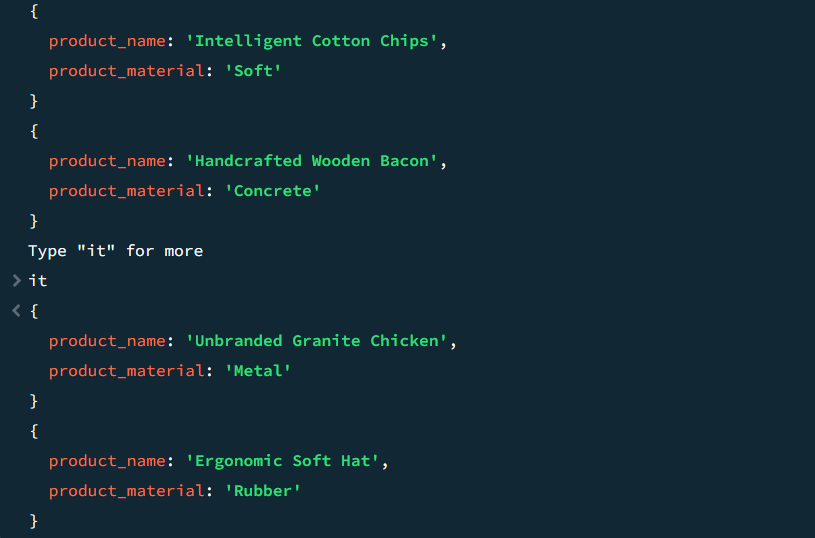 {
product_name: 'Intelligent Cotton Chips',
product_material: 'Soft'
}
{
product_name: 'Handcrafted Wooden Bacon',
product_material: 'Concrete'
}
Type "it" for more
> it
< {
product_name: 'Unbranded Granite Chicken',
product_material: 'Metal'
}
{
product_name: 'Ergonomic Soft Hat',
product_material: 'Rubber'
}